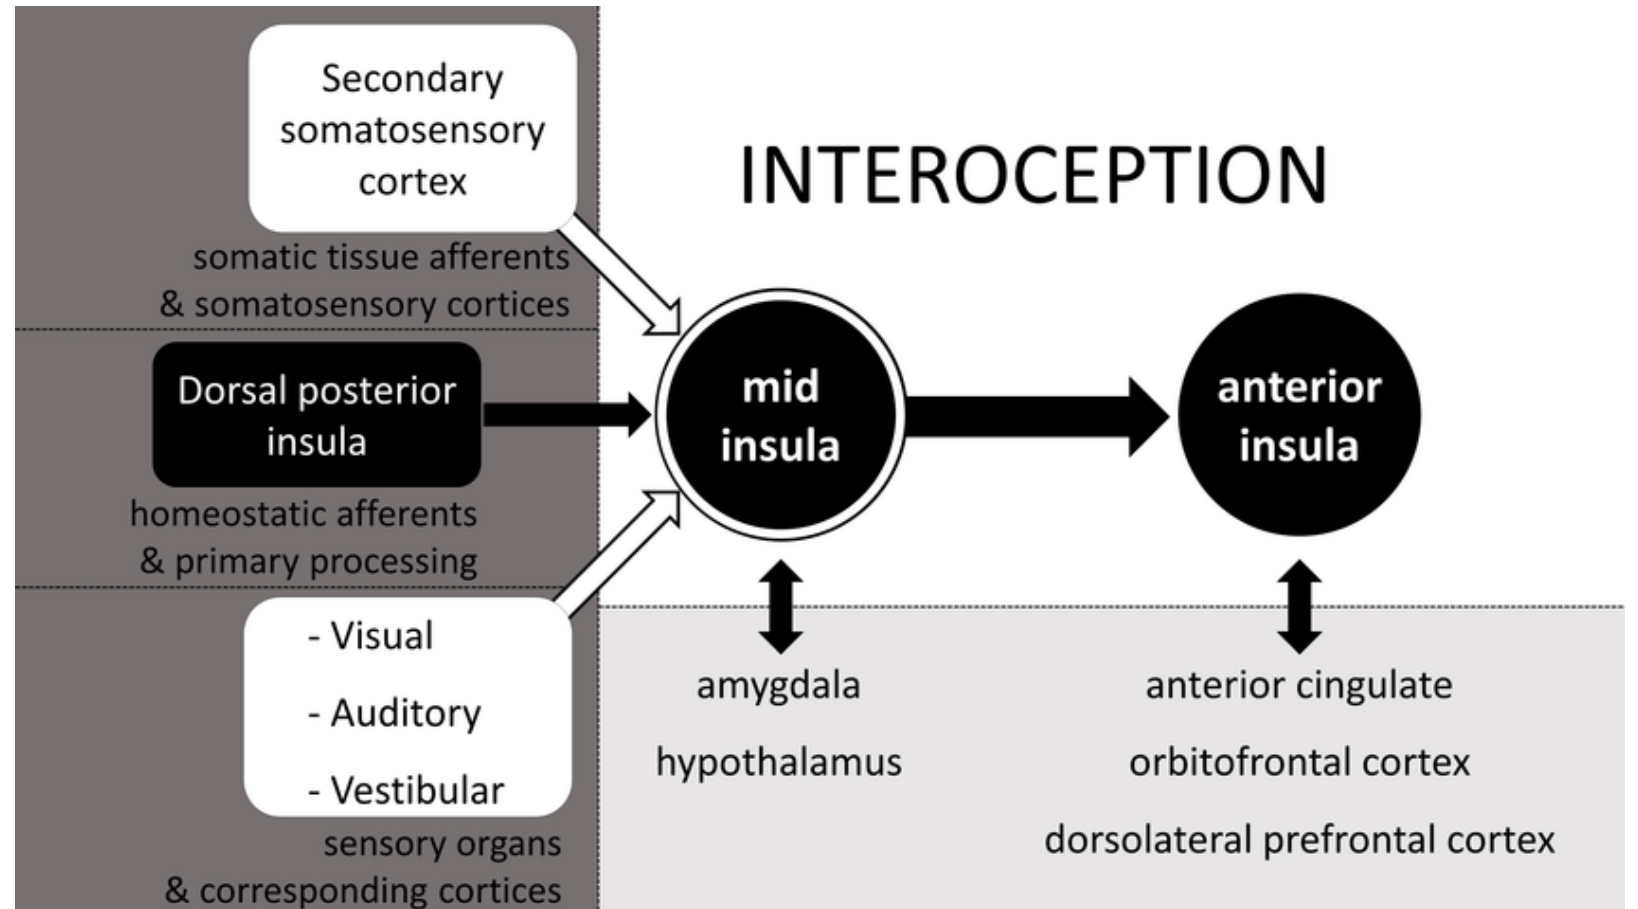 Secondary
somatosensory
cortex
somatic tissue afferents
& somatosensory cortices
Dorsal posterior
insula
homeostatic afferents
& primary processing
- Visual
- Auditory
- Vestibular
sensory organs
& corresponding cortices
INTEROCEPTION
mid
insula
anterior
insula
amygdala
hypothalamus
anterior cingulate
orbitofrontal cortex
dorsolateral prefrontal cortex